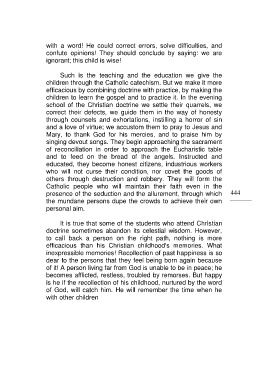 with a word! He could correct errors, solve difficulties, and
confute opinions! They should conclude by saying: we are
ignorant; this child is wise!
Such is the teaching and the education we give the
children through the Catholic catechism. But we make it more
efficacious by combining doctrine with practice, by making the
children to learn the gospel and to practice it. In the evening
school of the Christian doctrine we settle their quarrels, we
correct their defects, we guide them in the way of honesty
through counsels and exhortations, instilling a horror of sin
and a love of virtue; we accustom them to pray to Jesus and
Mary, to thank God for his mercies, and to praise him by
singing devout songs. They begin approaching the sacrament
of reconciliation in order to approach the Eucharistic table
and to feed on the bread of the angels. Instructed and
educated, they become honest citizens, industrious workers
who will not curse their condition, nor covet the goods of
others through destruction and robbery. They will form the
Catholic people who will maintain their faith even in the
presence of the seduction and the allurement, through which
the mundane persons dupe the crowds to achieve their own
personal aim.
444
It is true that some of the students who attend Christian
doctrine sometimes abandon its celestial wisdom. However,
to call back a person on the right path, nothing is more
efficacious than his Christian childhood's memories. What
inexpressible memories! Recollection of past happiness is so
dear to the persons that they feel being born again because
of it! A person living far from God is unable to be in peace; he
becomes afflicted, restless, troubled by remorses. But happy
is he if the recollection of his childhood, nurtured by the word
of God, will catch him. He will remember the time when he
with other children